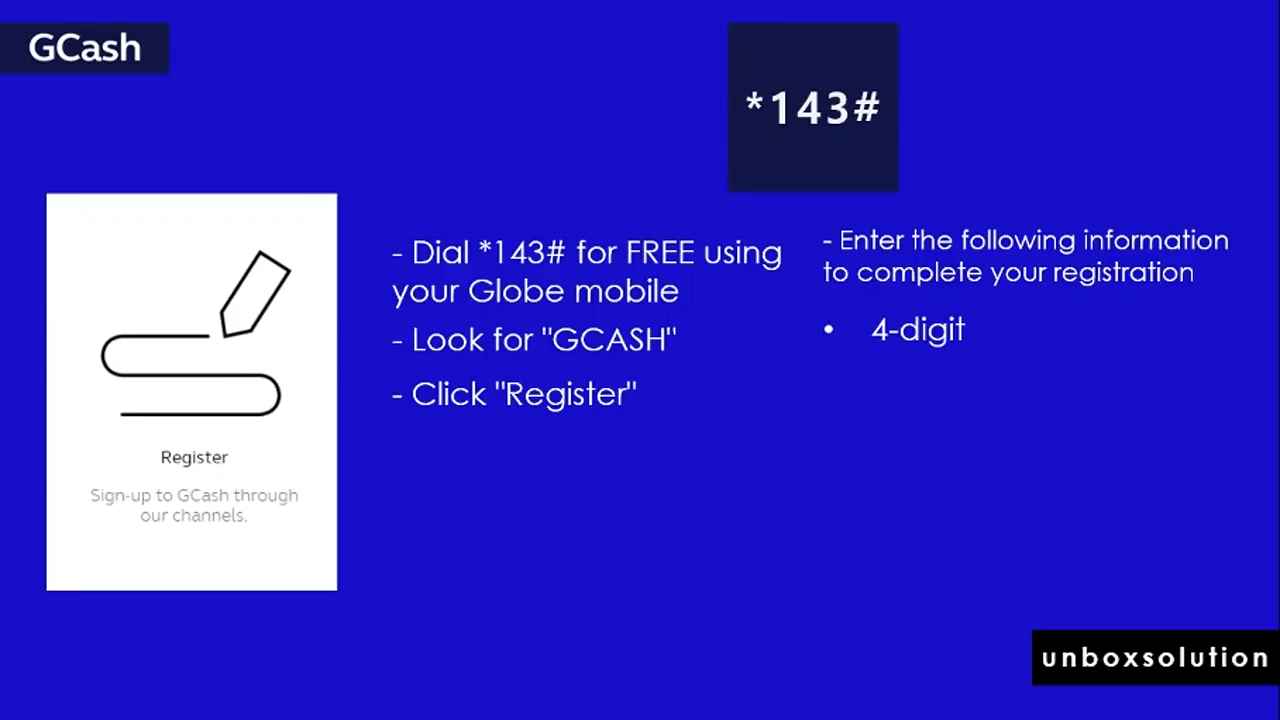 GCash
*143#
Register
Sign-up to GCash through
our channels.
- Dial *143# for FREE using
your Globe mobile
- Look for "GCASH"
- Click "Register"
- Enter the following information
to complete your registration
• 4-digit
unboxsolution